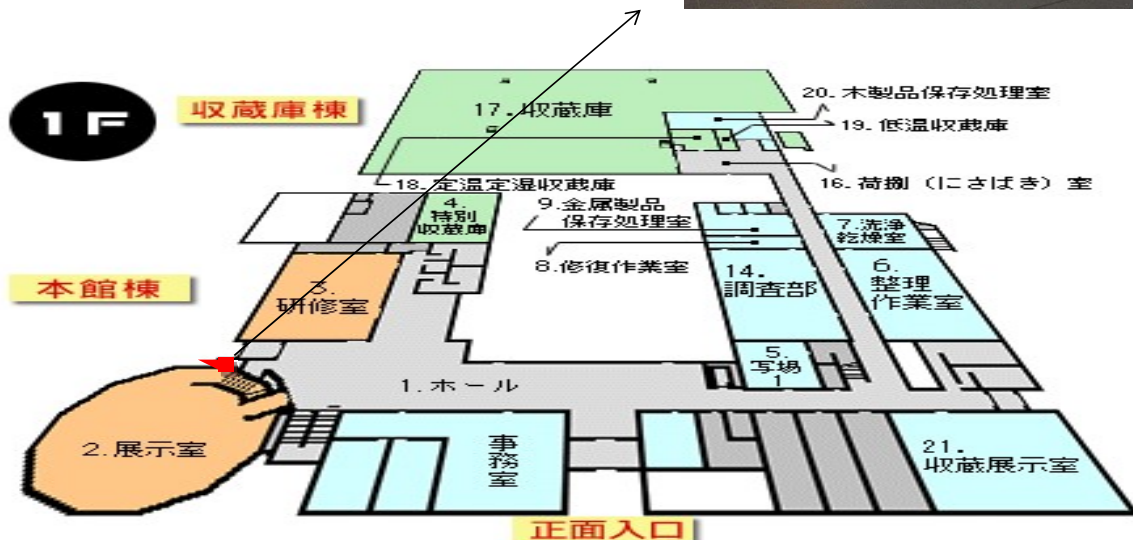 1F
収蔵庫棟
17.収蔵庫
20.木製品保存処理室
19.低温収蔵庫
18.定温定湿収蔵庫
16.荷捌（にさばき）室
4.
特別
収蔵庫
9.金属製品
保存処理室
8.修復作業室
7.洗浄
乾燥室
本館棟
3.
研修室
14.
調査部
6.
整理
作業室
5.
写場
1
1.ホール
2.展示室
事
務
室
21.
収蔵展示室
正面入口